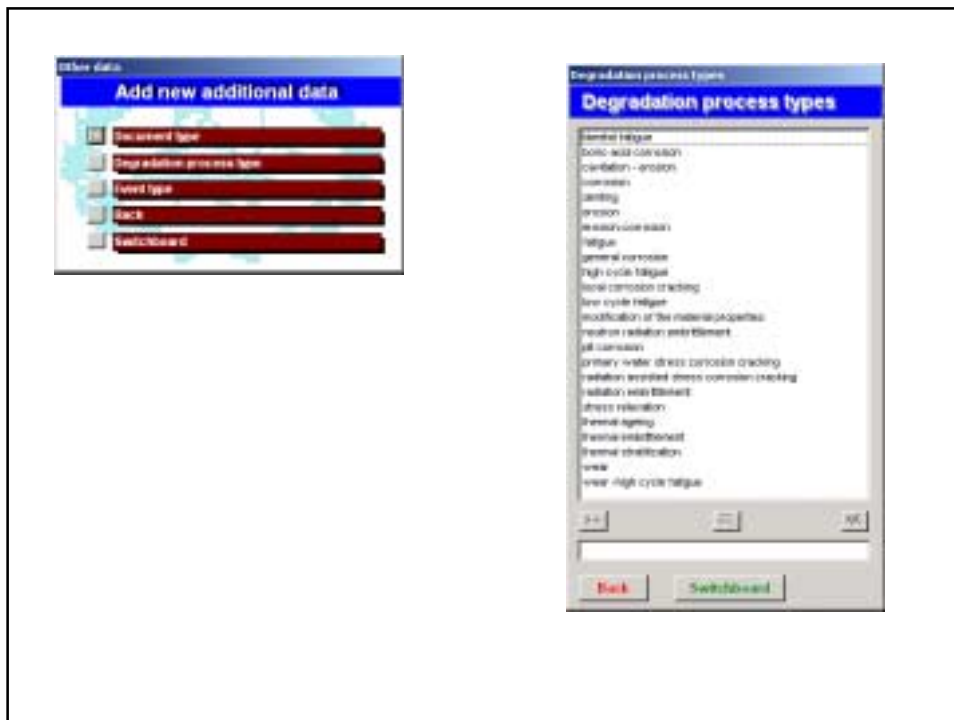 Other data
Add new additional data
Document type
Degradation process type
Event type
Back
Switchboard
Degradation process types
Degradation process types
fatigue
boric acid corrosion
cavitation - erosion
corrosion
denting
erosion
erosion corrosion
fatigue
general corrosion
high cycle fatigue
local corrosion cracking
low cycle fatigue
modification of the material properties
neutron radiation embrittlement
pit corrosion
primary water stress corrosion cracking
radiation assisted stress corrosion cracking
radiation embrittlement
stress relaxation
thermal ageing
thermal embrittlement
thermal stratification
wear
wear -high cycle fatigue
Back
Switchboard